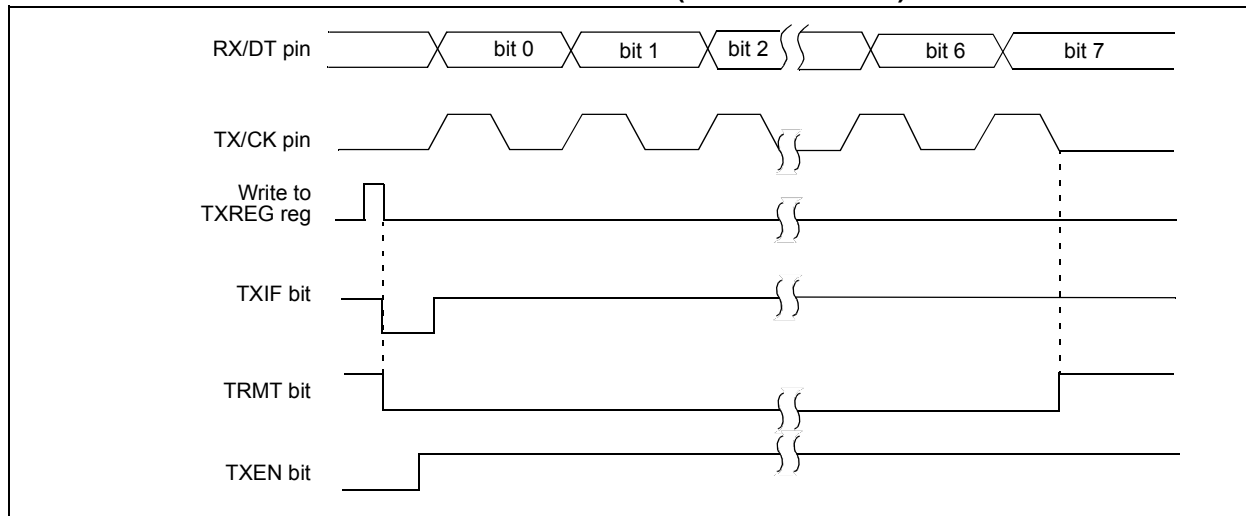 RX/DT pin
bit 0
bit 1
bit 2
bit 6
bit 7
TX/CK pin
Write to
TXREG reg
TXIF bit
TRMT bit
TXEN bit